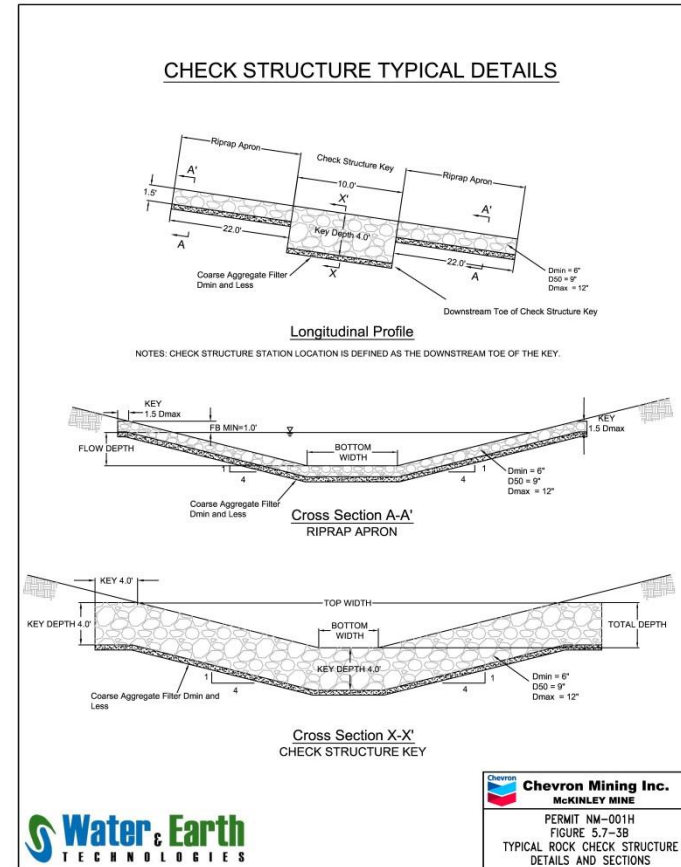 CHECK STRUCTURE TYPICAL DETAILS
Riprap Apron
Check Structure Key
Riprap Apron
A'
10.0'
X'
A'
1.5'
22.0'
Key Depth 4.0'
A
22.0'
Dmin = 6"
D50 = 9"
Dmax = 12"
Coarse Aggregate Filter
Dmin and Less
X
A
Downstream Toe of Check Structure Key
Longitudinal Profile
NOTES: CHECK STRUCTURE STATION LOCATION IS DEFINED AS THE DOWNSTREAM TOE OF THE KEY.
KEY
1.5 Dmax
FB MIN=1.0'
KEY
1.5 Dmax
FLOW DEPTH
BOTTOM
WIDTH
1
4
1
4
Dmin = 6"
D50 = 9"
Dmax = 12"
Coarse Aggregate Filter
Dmin and Less
Cross Section A-A'
RIPRAP APRON
KEY 4.0'
TOP WIDTH
KEY DEPTH 4.0'
BOTTOM
WIDTH
TOTAL DEPTH
KEY DEPTH 4.0'
1
4
1
4
Dmin = 6"
D50 = 9"
Dmax = 12"
Coarse Aggregate Filter Dmin and
Less
Cross Section X-X'
CHECK STRUCTURE KEY
Chevron
Chevron Mining Inc.
McKINLEY MINE
Water & Earth
TECHNOLOGIES
PERMIT NM-001H
FIGURE 5.7-3B
TYPICAL ROCK CHECK STRUCTURE
DETAILS AND SECTIONS